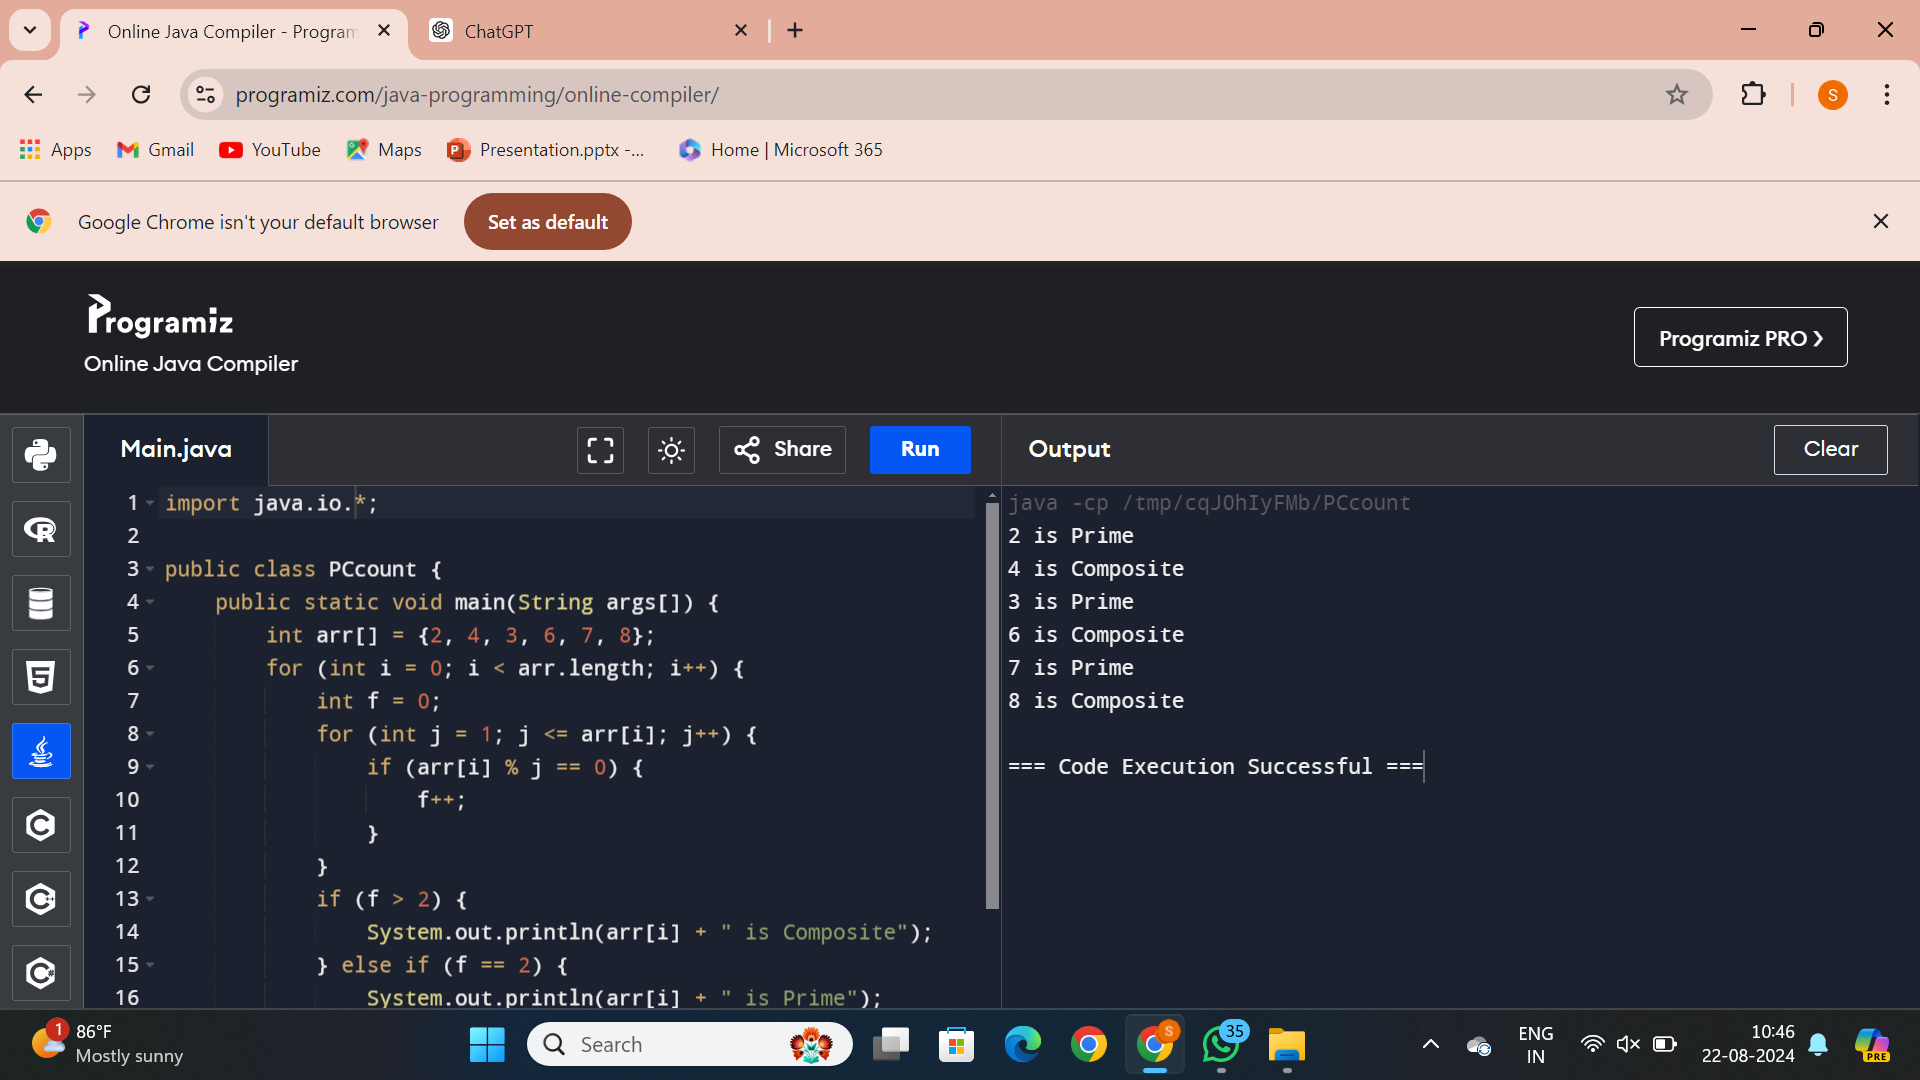 Online Java Compiler - Program
ChatGPT
programiz.com/java-programming/online-compiler/
S
Apps
Gmail
YouTube
Maps
Presentation.pptx -...
Home | Microsoft 365
Google Chrome isn't your default browser
Set as default
Programiz
Online Java Compiler
Programiz PRO ❯
Main.java
Share
Run
Output
Clear
1 import java.io.*;
2
3 public class PCcount {
4 public static void main(String args[]) {
5 int arr[] = {2, 4, 3, 6, 7, 8};
6 for (int i = 0; i < arr.length; i++) {
7 int f = 0;
8 for (int j = 1; j <= arr[i]; j++) {
9 if (arr[i] % j == 0) {
10 f++;
11 }
12 }
13 if (f > 2) {
14 System.out.println(arr[i] + " is Composite");
15 } else if (f == 2) {
16 System.out.println(arr[i] + " is Prime");
java -cp /tmp/cqJOhIyFMb/PCcount
2 is Prime
4 is Composite
3 is Prime
6 is Composite
7 is Prime
8 is Composite
=== Code Execution Successful ===
1
86°F
Mostly sunny
Search
S
35
ENG
IN
10:46
22-08-2024
PRE